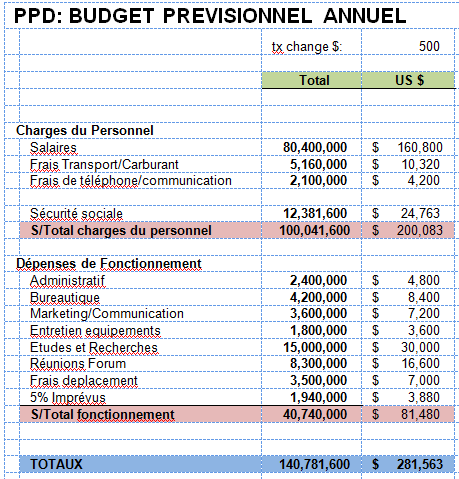 PPD: BUDGET PREVISIONNEL ANNUEL
tx change $: 500
Total US $
Charges du Personnel
Salaires 80,400,000 $ 160,800
Frais Transport/Carburant 5,160,000 $ 10,320
Frais de téléphone/communication 2,100,000 $ 4,200
Sécurité sociale 12,381,600 $ 24,763
S/Total charges du personnel 100,041,600 $ 200,083
Dépenses de Fonctionnement
Administratif 2,400,000 $ 4,800
Bureautique 4,200,000 $ 8,400
Marketing/Communication 3,600,000 $ 7,200
Entretien equipements 1,800,000 $ 3,600
Etudes et Recherches 15,000,000 $ 30,000
Réunions Forum 8,300,000 $ 16,600
Frais deplacement 3,500,000 $ 7,000
5% Imprévus 1,940,000 $ 3,880
S/Total fonctionnement 40,740,000 $ 81,480
TOTAUX 140,781,600 $ 281,563